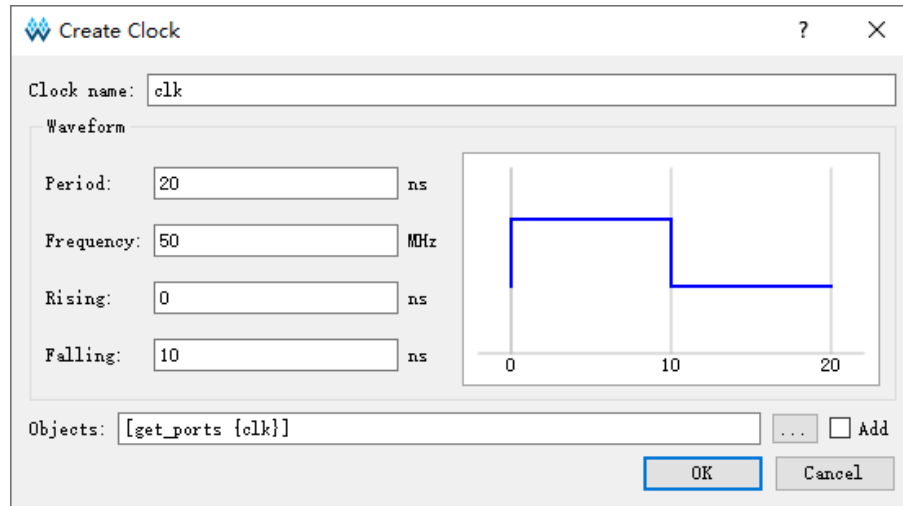 Create Clock ? ×
Clock name: clk
Waveform
Period: 20 ns
Frequency: 50 MHz
Rising: 0 ns
Falling: 10 ns
0 10 20
Objects: [get_ports {clk}] ... Add
OK Cancel